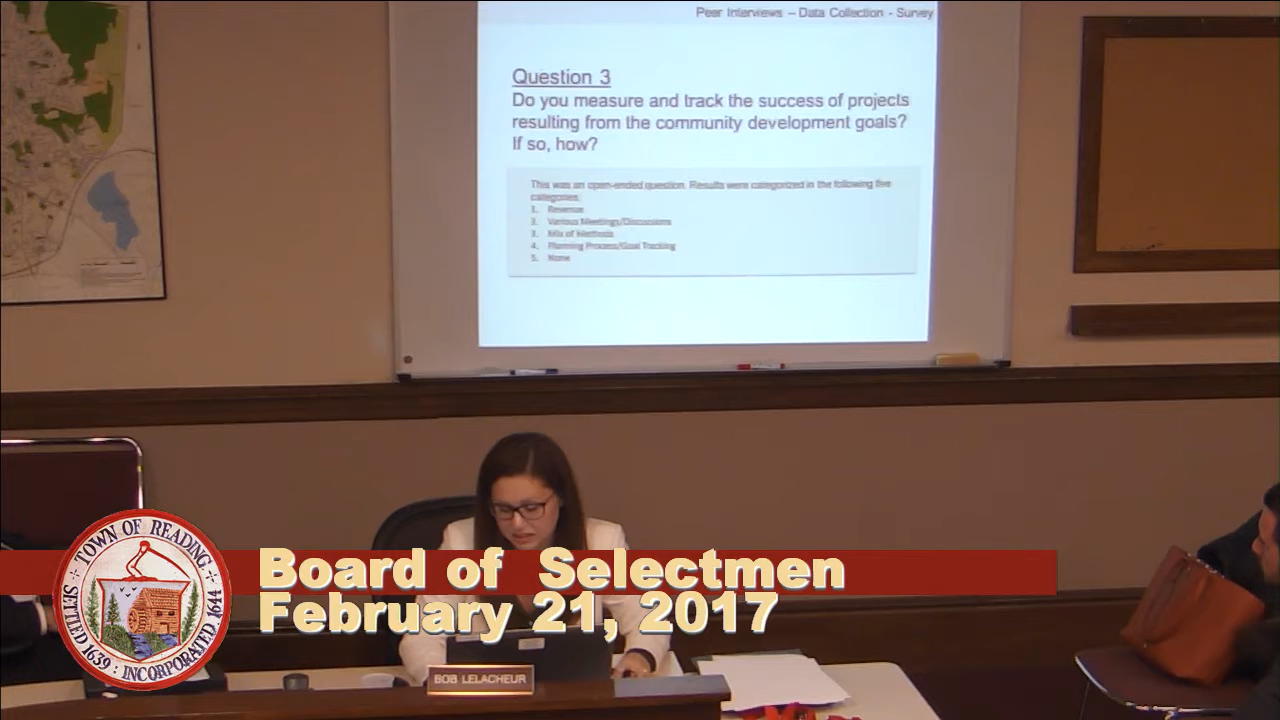 Peer Interviews – Data Collection - Survey
Question 3
Do you measure and track the success of projects
resulting from the community development goals?
If so, how?
This was an open-ended question. Results were categorized in the following five
categories:
1. Revenue
2. Various Meetings/Discussions
3. Mix of Methods
4. Planning Process/Goal Tracking
5. None
TOWN OF READING
SETTLED 1639 : INCORPORATED 1644
Board of Selectmen
February 21, 2017
BOB LELACHEUR